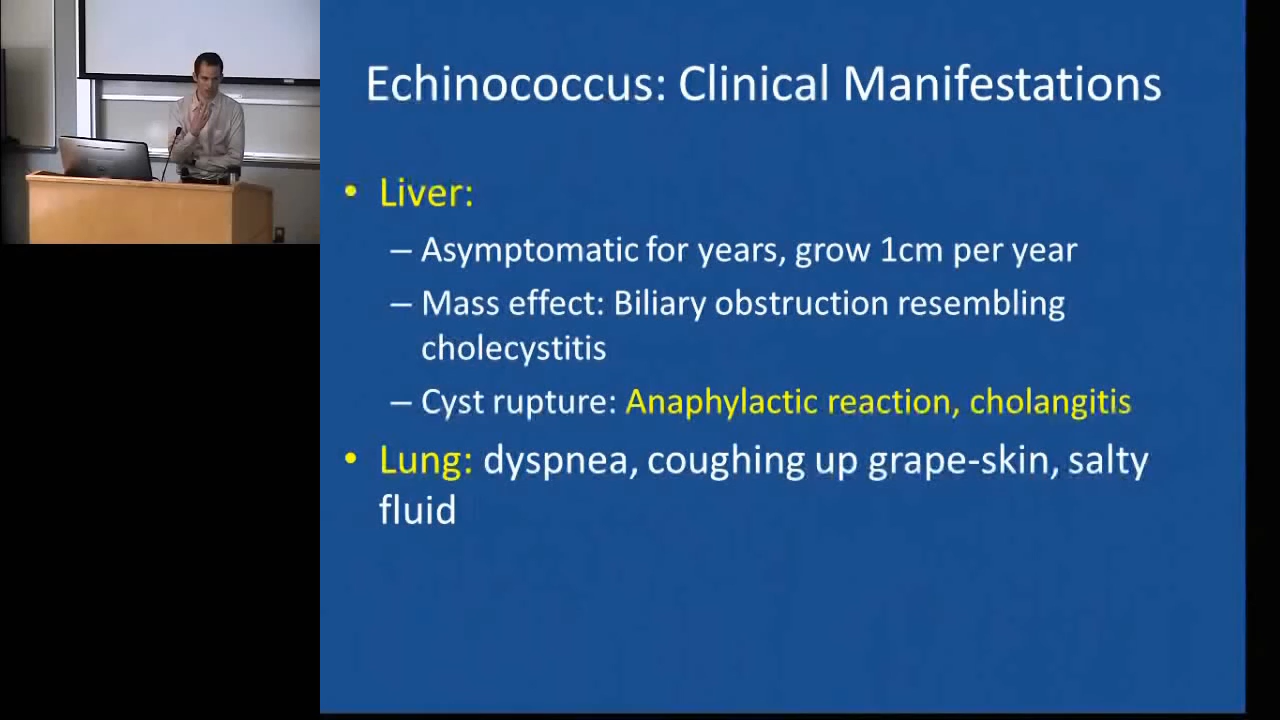 Echinococcus: Clinical Manifestations
• Liver:
– Asymptomatic for years, grow 1cm per year
– Mass effect: Biliary obstruction resembling
cholecystitis
– Cyst rupture: Anaphylactic reaction, cholangitis
• Lung: dyspnea, coughing up grape-skin, salty
fluid